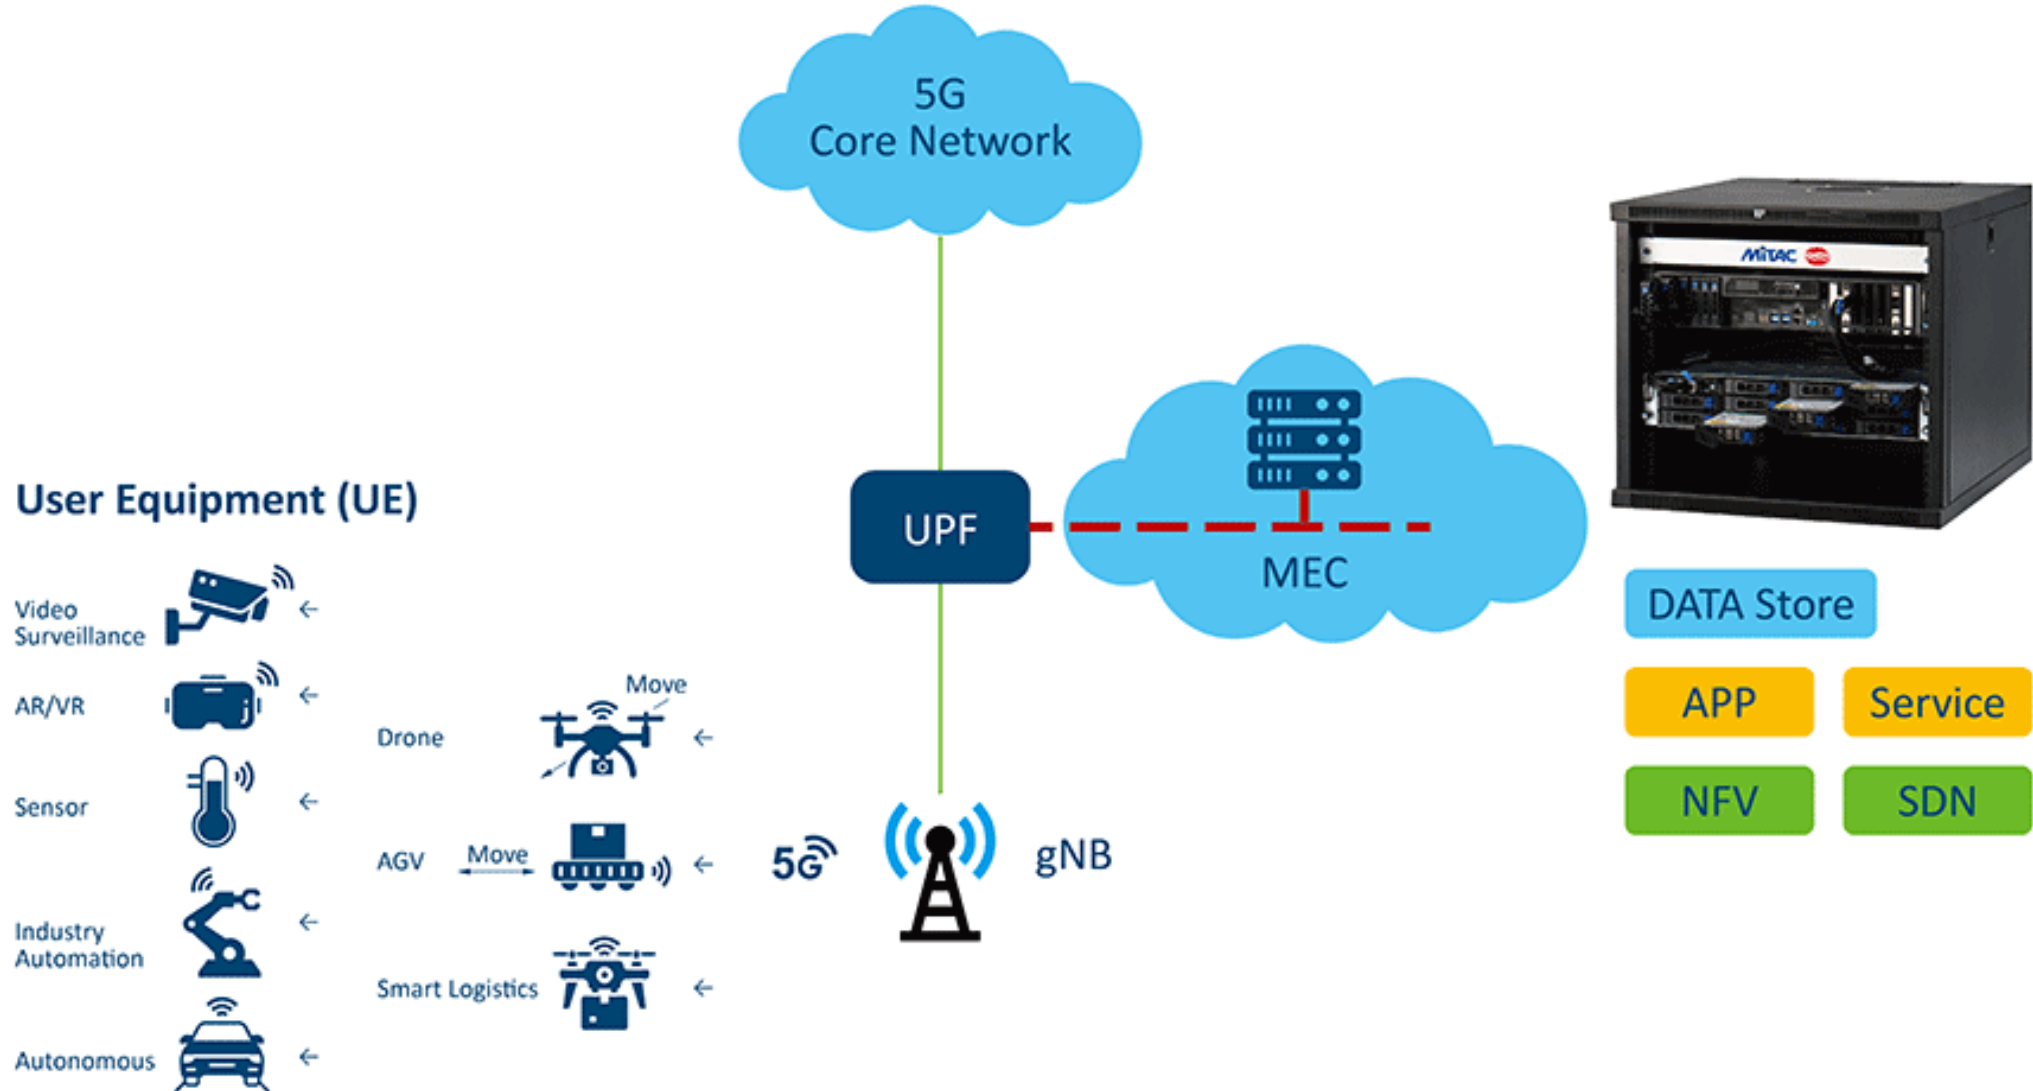 5G
Core Network
MiTAC
UPF
MEC
User Equipment (UE)
Video
Surveillance
AR/VR
Sensor
Industry
Automation
Autonomous
Move
Drone
AGV
Move
Smart Logistics
5G
gNB
DATA Store
APP
Service
NFV
SDN